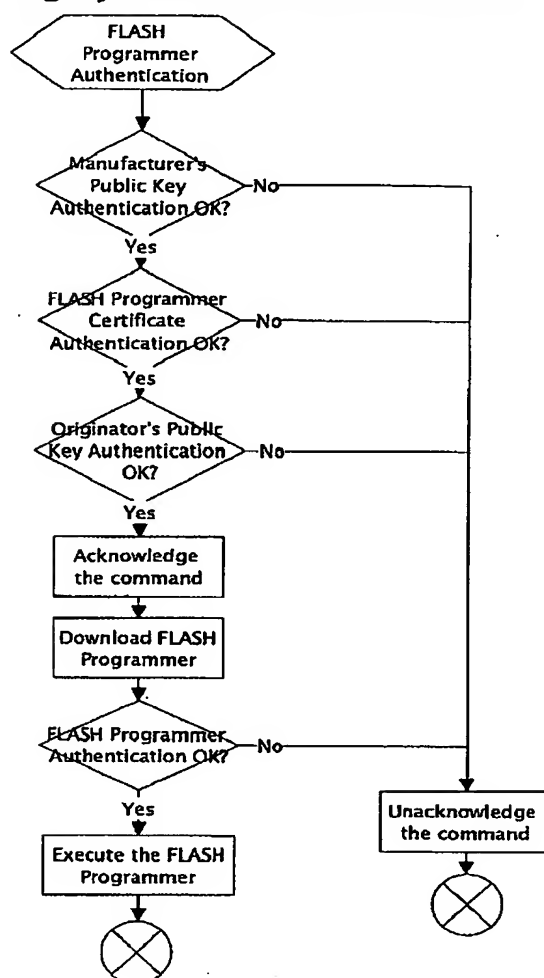 FLASH
Programmer
Authentication
Manufacturer's
Public Key
Authentication OK?
No
Yes
FLASH Programmer
Certificate
Authentication OK?
No
Yes
Originator's Public
Key Authentication
OK?
No
Yes
Acknowledge
the command
Download FLASH
Programmer
FLASH Programmer
Authentication OK?
No
Yes
Unacknowledge
the command
Execute the FLASH
Programmer